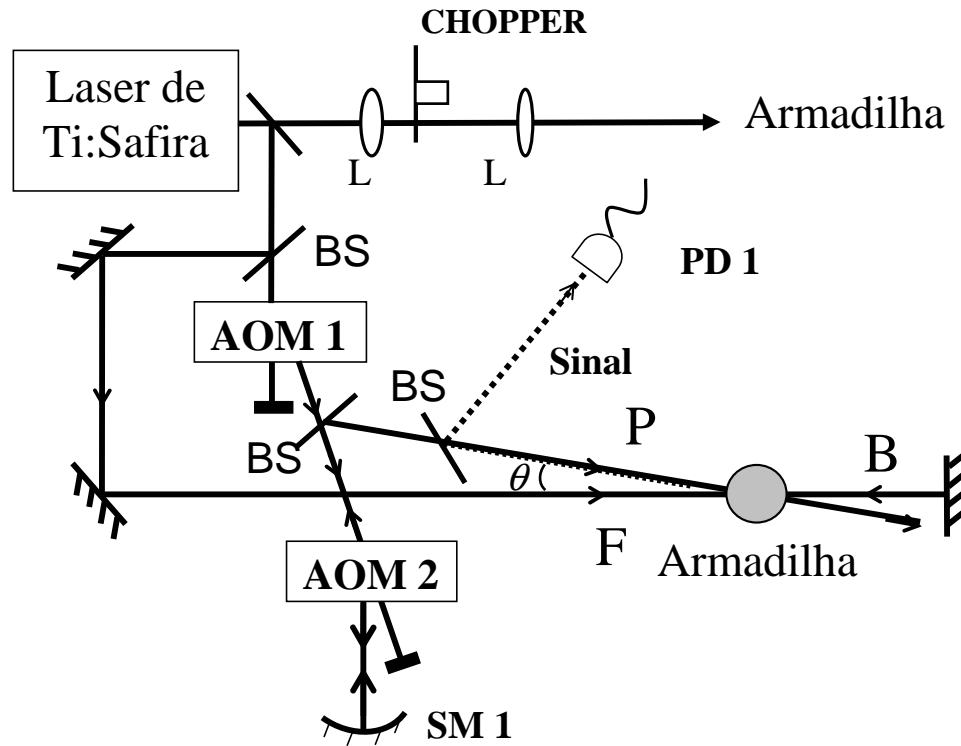 CHOPPER
Laser de
Ti:Safira
Armadilha
L
L
BS
PD 1
AOM 1
Sinal
BS
BS
P
B
θ
F
Armadilha
AOM 2
SM 1